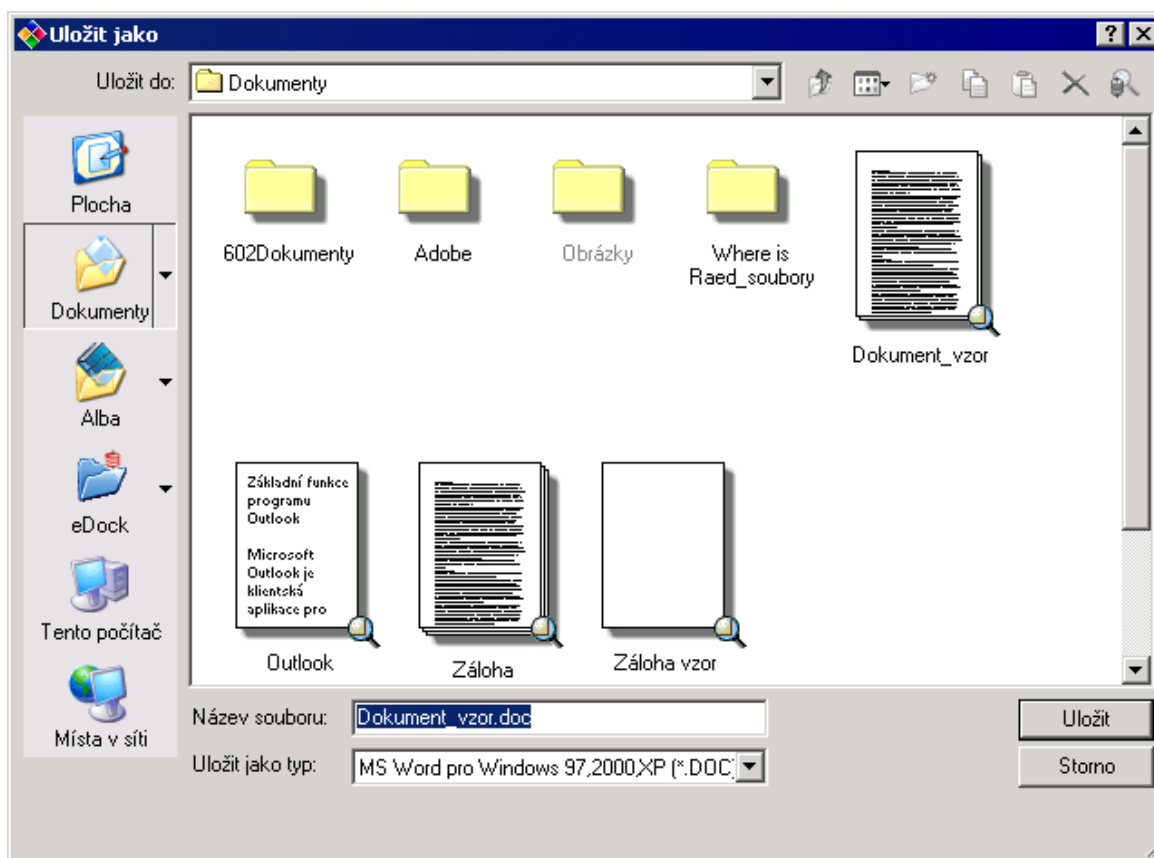 Uložit jako
Uložit do:
Dokumenty
Plocha
Dokumenty
Alba
eDock
Tento počítač
Místa v síti
602Dokumenty
Adobe
Obrázky
Where is
Raed_soubory
Dokument_vzor
Základní funkce
programu
Outlook
Microsoft
Outlook je
klientská
aplikace pro
Outlook
Záloha
Záloha vzor
Název souboru:
Dokument_vzor.doc
Uložit
Uložit jako typ:
MS Word pro Windows 97,2000,XP (*.DOC)
Storno